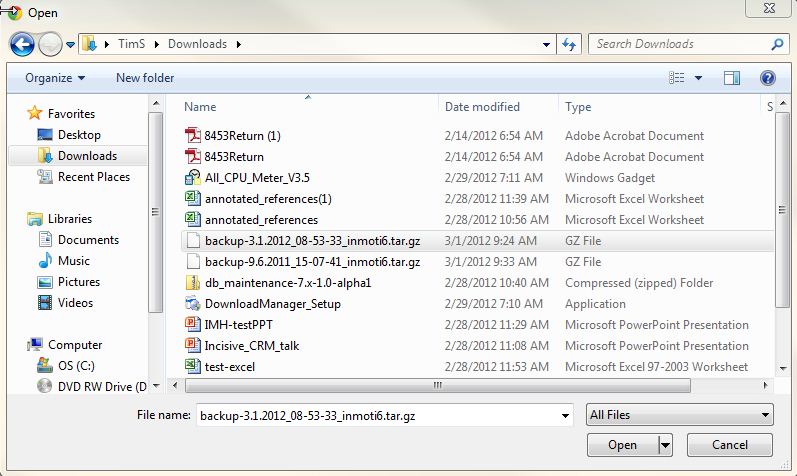 Open
TimS Downloads Search Downloads
Organize New folder
Name Date modified Type S
Favorites
Desktop
Downloads
Recent Places
Libraries
Documents
Music
Pictures
Videos
Computer
OS (C:)
DVD RW Drive (D
8453Return (1) 2/14/2012 6:54 AM Adobe Acrobat Document
8453Return 2/14/2012 6:54 AM Adobe Acrobat Document
All_CPU_Meter_V3.5 2/29/2012 7:11 AM Windows Gadget
annotated_references(1) 2/28/2012 11:39 AM Microsoft Excel Worksheet
annotated_references 2/28/2012 10:56 AM Microsoft Excel Worksheet
backup-3.1.2012_08-53-33_inmoti6.tar.gz 3/1/2012 9:24 AM GZ File
backup-9.6.2011_15-07-41_inmoti6.tar.gz 3/1/2012 9:33 AM GZ File
db_maintenance-7.x-1.0-alpha1 2/28/2012 10:40 AM Compressed (zipped) Folder
DownloadManager_Setup 2/29/2012 7:10 AM Application
IMH-testPPT 2/28/2012 11:29 AM Microsoft PowerPoint Presentation
Incisive_CRM_talk 2/28/2012 11:08 AM Microsoft PowerPoint Presentation
test-excel 2/28/2012 11:53 AM Microsoft Excel 97-2003 Worksheet
File name: backup-3.1.2012_08-53-33_inmoti6.tar.gz All Files
Open Cancel